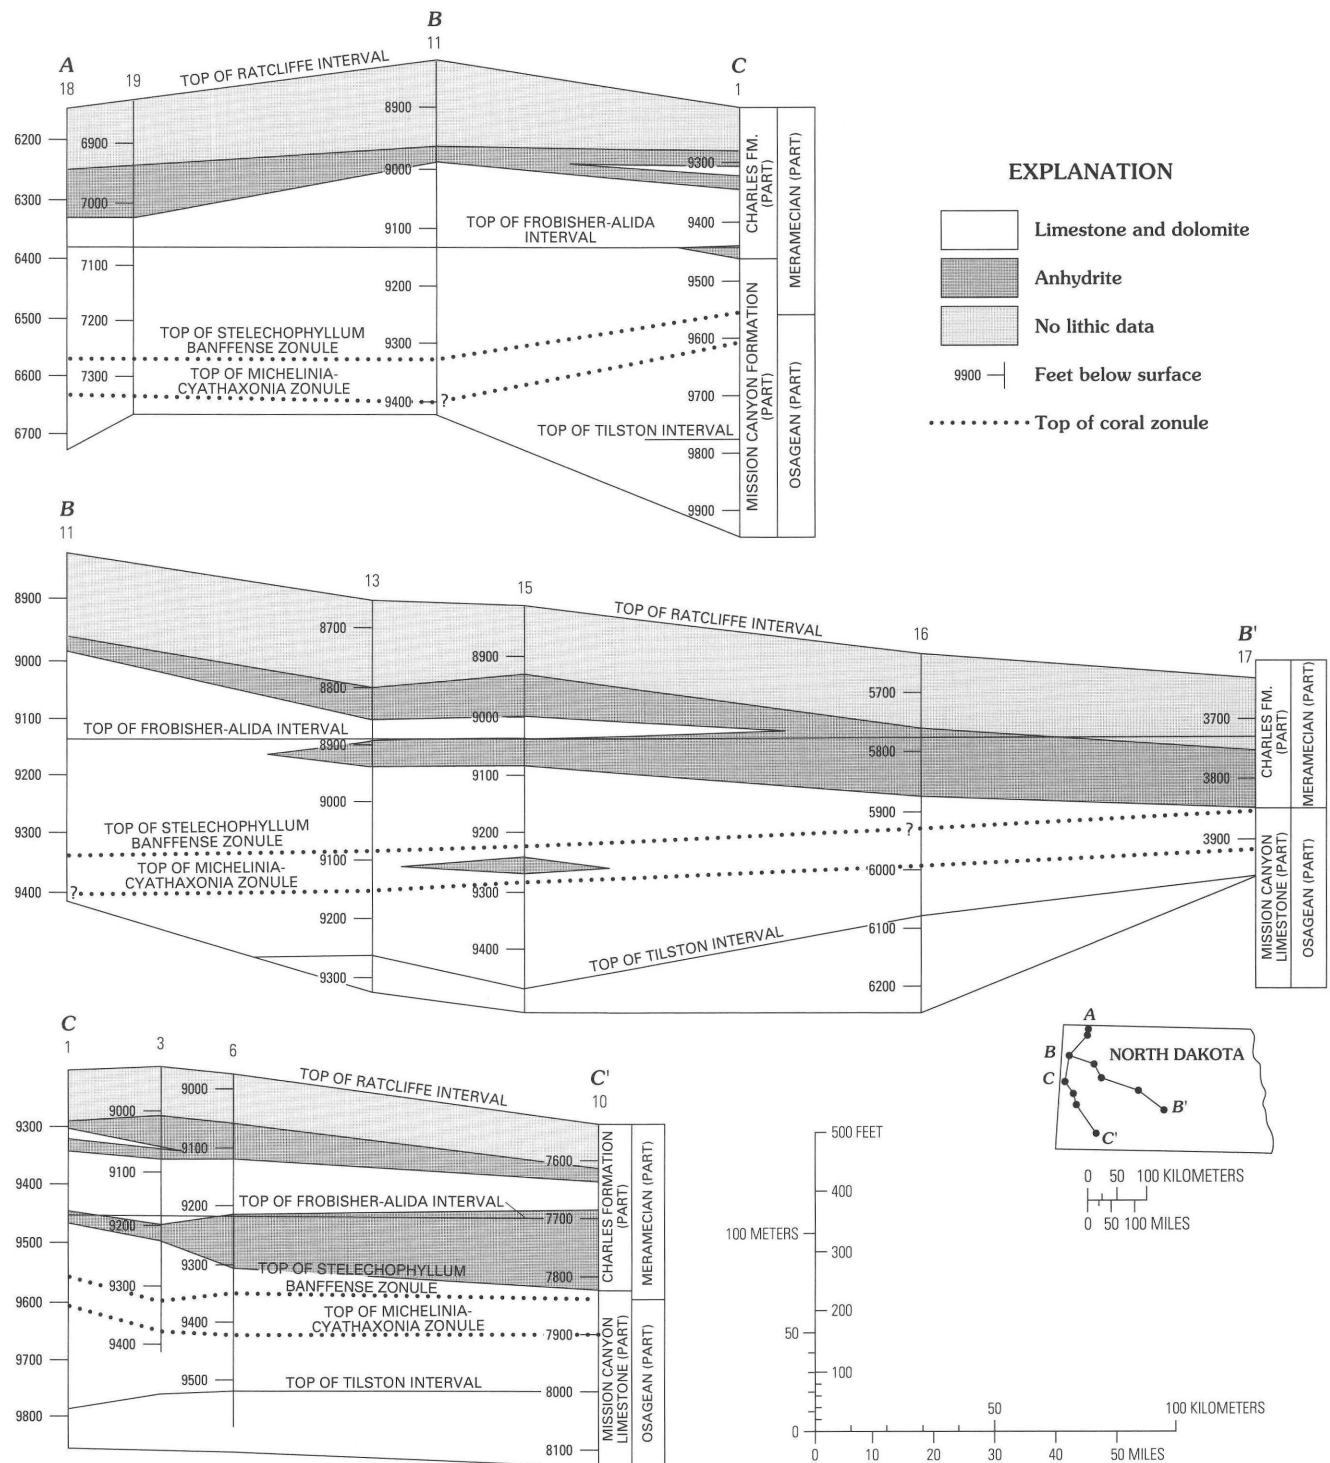 B
11
A
18
19
TOP OF RATCLIFFE INTERVAL
C
1
6200
6300
6400
6500
6600
6700
6900
7000
7100
7200
7300
8900
9000
9100
9200
9300
9400
?
9300
9400
9500
9600
9700
9800
9900
TOP OF FROBISHER-ALIDA
INTERVAL
TOP OF STELECHOPHYLLUM
BANFFENSE ZONULE
TOP OF MICHELINIA-
CYATHAXONIA ZONULE
TOP OF TILSTON INTERVAL
CHARLES FM.
(PART)
MISSION CANYON FORMATION
(PART)
MERAMECIAN (PART)
OSAGEAN (PART)
EXPLANATION
Limestone and dolomite
Anhydrite
No lithic data
9900
Feet below surface
Top of coral zonule
B
11
13
15
TOP OF RATCLIFFE INTERVAL
16
B'
17
8900
9000
9100
9200
9300
9400
?
8700
8800
8900
9000
9100
9200
9300
8900
9000
9100
9200
9300
9400
5700
5800
5900
?
6000
6100
6200
3700
3800
3900
TOP OF FROBISHER-ALIDA INTERVAL
TOP OF STELECHOPHYLLUM
BANFFENSE ZONULE
TOP OF MICHELINIA-
CYATHAXONIA ZONULE
TOP OF TILSTON INTERVAL
CHARLES FM.
(PART)
MISSION CANYON
LIMESTONE (PART)
MERAMECIAN (PART)
OSAGEAN (PART)
C
1
3
6
TOP OF RATCLIFFE INTERVAL
C'
10
9300
9400
9500
9600
9700
9800
9000
9100
9200
9300
9400
9000
9100
9200
9300
9400
9500
7600
7700
7800
7900
8000
8100
TOP OF FROBISHER-ALIDA INTERVAL
TOP OF STELECHOPHYLLUM
BANFFENSE ZONULE
TOP OF MICHELINIA-
CYATHAXONIA ZONULE
TOP OF TILSTON INTERVAL
CHARLES FORMATION
(PART)
MISSION CANYON
LIMESTONE (PART)
MERAMECIAN (PART)
OSAGEAN (PART)
A
B
NORTH DAKOTA
C
B'
C'
0 50 100 KILOMETERS
0 50 100 MILES
500 FEET
400
100 METERS
300
200
50
100
50
100 KILOMETERS
0
0 10 20 30 40 50 MILES